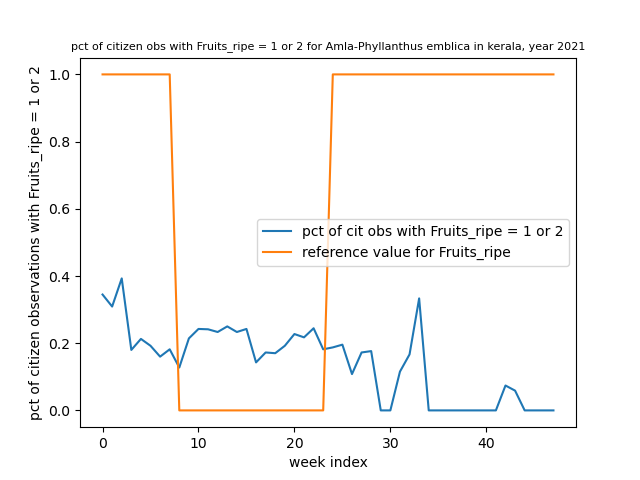 pct of citizen obs with Fruits_ripe = 1 or 2 for Amla-Phyllanthus emblica in kerala, year 2021
pct of citizen observations with Fruits_ripe = 1 or 2
1.0
0.8
0.6
0.4
0.2
0.0
pct of cit obs with Fruits_ripe = 1 or 2
reference value for Fruits_ripe
0 10 20 30 40
week index